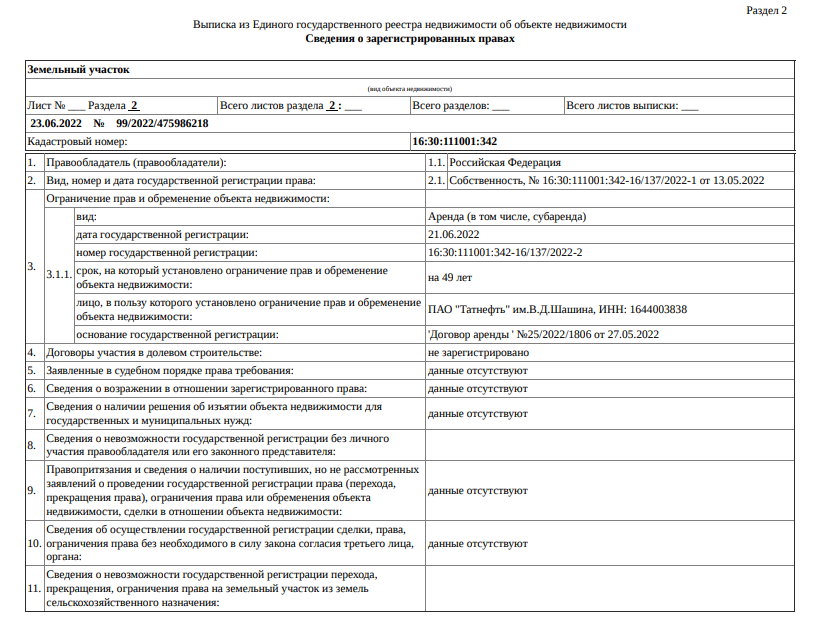 Раздел 2
Выписка из Единого государственного реестра недвижимости об объекте недвижимости
Сведения о зарегистрированных правах
Земельный участок
(вид объекта недвижимости)
Лист № ___ Раздела 2 Всего листов раздела 2 : ___ Всего разделов: ___ Всего листов выписки: ___
23.06.2022 № 99/2022/475986218
Кадастровый номер: 16:30:111001:342
1. Правообладатель (правообладатели): 1.1. Российская Федерация
2. Вид, номер и дата государственной регистрации права: 2.1. Собственность, № 16:30:111001:342-16/137/2022-1 от 13.05.2022
3. Ограничение прав и обременение объекта недвижимости:
3.1.1. вид: Аренда (в том числе, субаренда)
дата государственной регистрации: 21.06.2022
номер государственной регистрации: 16:30:111001:342-16/137/2022-2
срок, на который установлено ограничение прав и обременение
объекта недвижимости: на 49 лет
лицо, в пользу которого установлено ограничение прав и обременение
объекта недвижимости: ПАО "Татнефть" им.В.Д.Шашина, ИНН: 1644003838
основание государственной регистрации: 'Договор аренды ' №25/2022/1806 от 27.05.2022
4. Договоры участия в долевом строительстве: не зарегистрировано
5. Заявленные в судебном порядке права требования: данные отсутствуют
6. Сведения о возражении в отношении зарегистрированного права: данные отсутствуют
7. Сведения о наличии решения об изъятии объекта недвижимости для
государственных и муниципальных нужд: данные отсутствуют
8. Сведения о невозможности государственной регистрации без личного
участия правообладателя или его законного представителя:
9. Правопритязания и сведения о наличии поступивших, но не рассмотренных
заявлений о проведении государственной регистрации права (перехода,
прекращения права), ограничения права или обременения объекта
недвижимости, сделки в отношении объекта недвижимости: данные отсутствуют
10. Сведения об осуществлении государственной регистрации сделки, права,
ограничения права без необходимого в силу закона согласия третьего лица,
органа: данные отсутствуют
11. Сведения о невозможности государственной регистрации перехода,
прекращения, ограничения права на земельный участок из земель
сельскохозяйственного назначения: